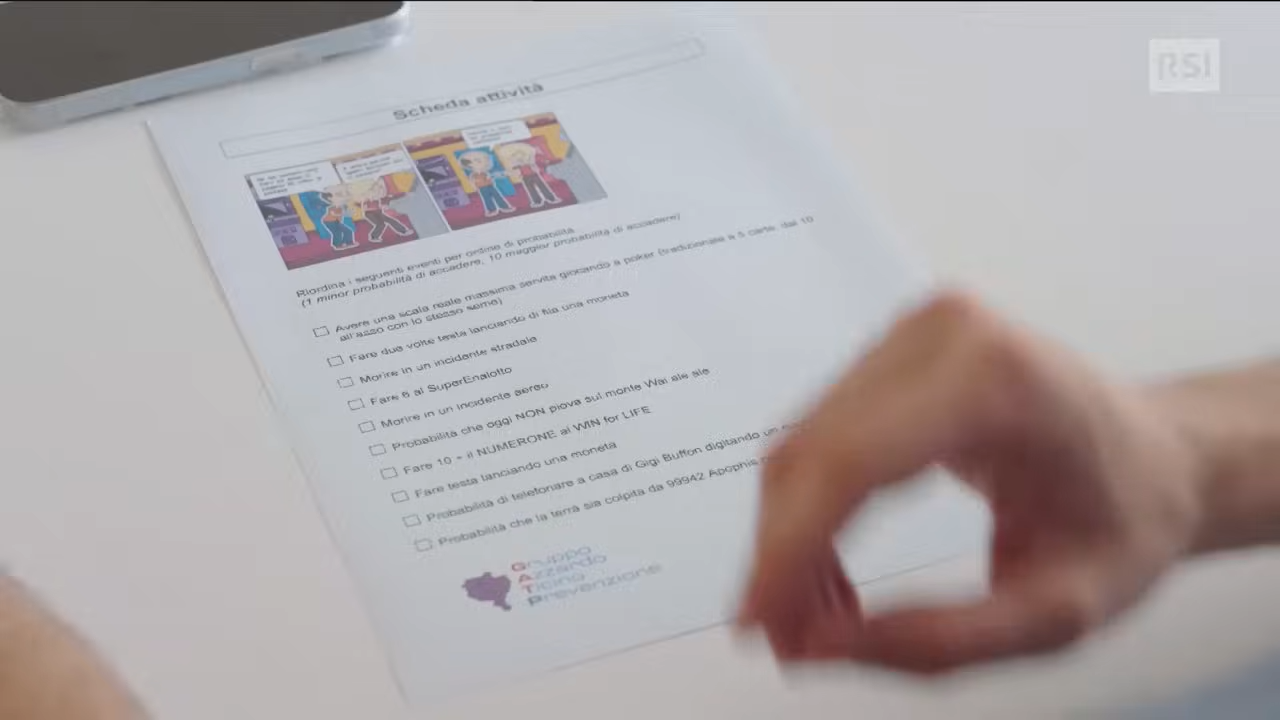 RSI
Scheda attività
Riordina i seguenti eventi per ordine di probabilità
(1 minor probabilità di accadere, 10 maggior probabilità di accadere)
Avere una scala reale massima servita giocando a poker (tradizionale a 5 carte, dal 10
all'asso con lo stesso seme)
Fare due volte testa lanciando di fila una moneta
Morire in un incidente stradale
Fare 6 al SuperEnalotto
Morire in un incidente aereo
Probabilità che oggi NON piova sul monte Wai ale ale
Fare 10 + il NUMERONE al WIN for LIFE
Fare testa lanciando una moneta
Probabilità di telefonare a casa di Gigi Buffon digitando un
Probabilità che la terra sia colpita da 99942 Apophis
Gruppo
Azzardo
Ticino
Prevenzione